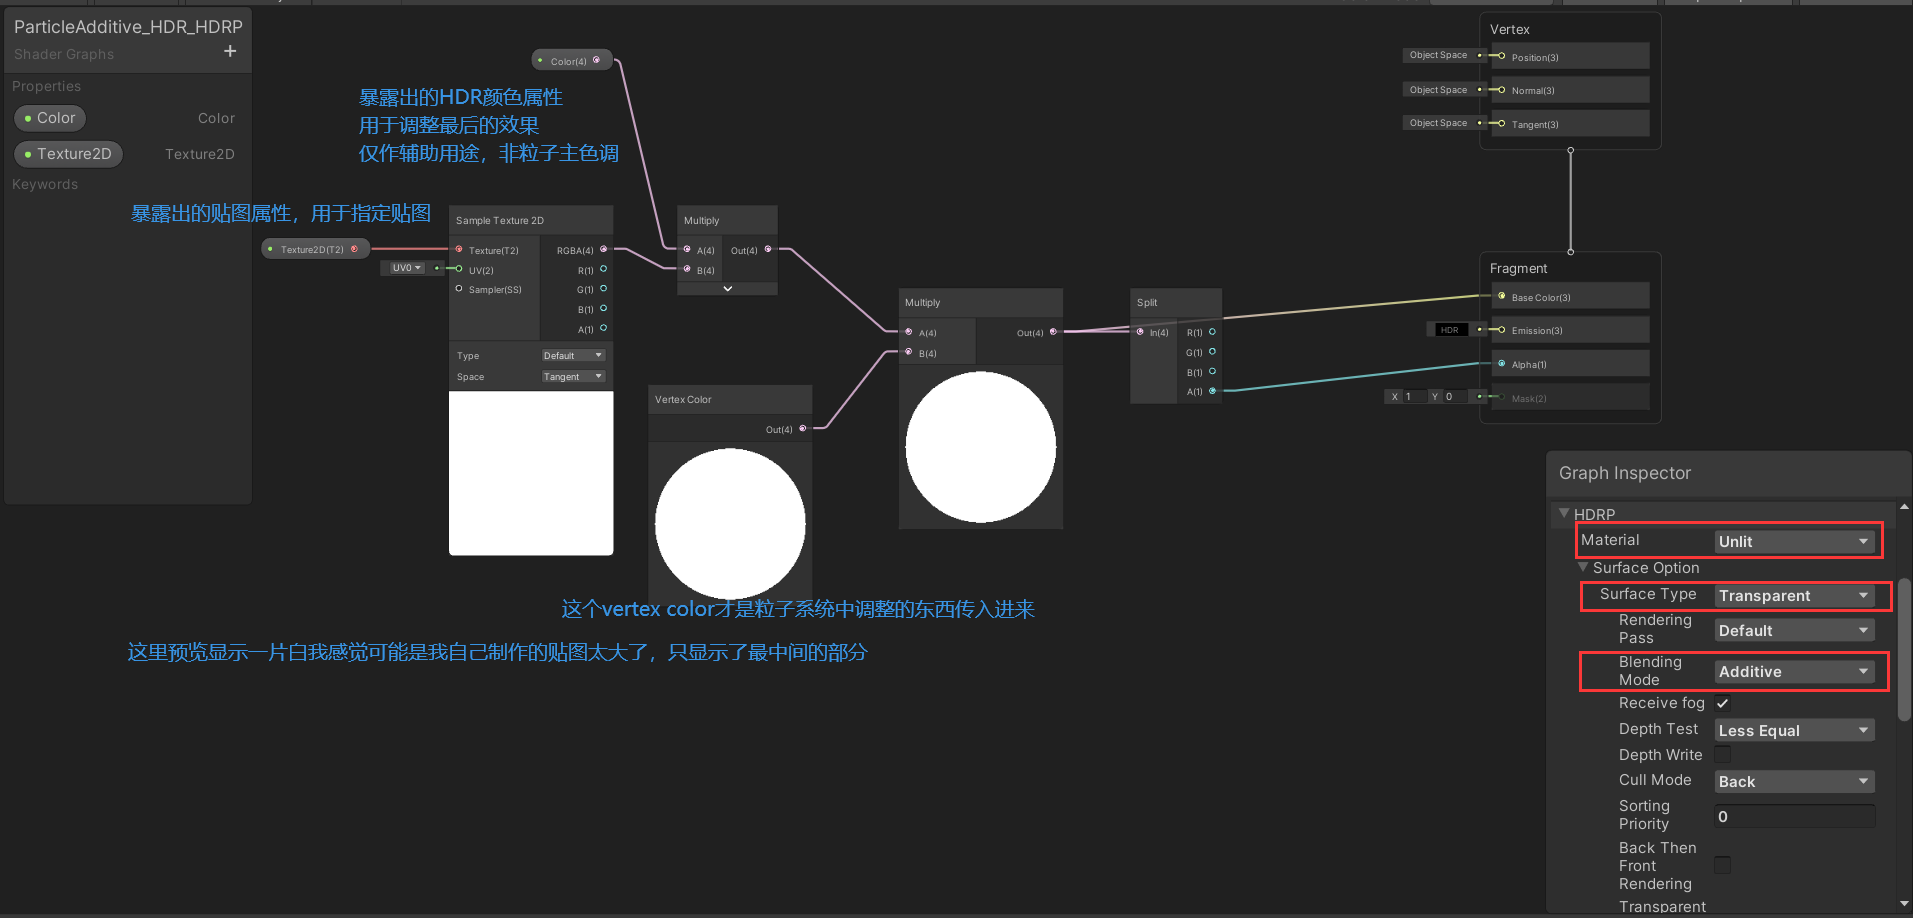 ParticleAdditive_HDR_HDRP
Shader Graphs
+
Properties
Color
Color
Texture2D
Texture2D
Keywords
Color(4)
暴露出的HDR颜色属性
用于调整最后的效果
仅作辅助用途，非粒子主色调
暴露出的贴图属性，用于指定贴图
Texture2D(T2)
UV0
Sample Texture 2D
Texture(T2)
RGBA(4)
UV(2)
R(1)
Sampler(SS)
G(1)
B(1)
A(1)
Type
Default
Space
Tangent
Multiply
A(4)
Out(4)
B(4)
Vertex Color
Out(4)
Multiply
A(4)
Out(4)
B(4)
Split
In(4)
R(1)
G(1)
B(1)
A(1)
这个vertex color才是粒子系统中调整的东西传入进来
这里预览显示一片白我感觉可能是我自己制作的贴图太大了，只显示了最中间的部分
Vertex
Object Space
Position(3)
Object Space
Normal(3)
Object Space
Tangent(3)
Fragment
Base Color(3)
HDR
Emission(3)
Alpha(1)
X 1 Y 0
Mask(2)
Graph Inspector
HDRP
Material
Unlit
Surface Option
Surface Type
Transparent
Rendering
Pass
Default
Blending
Mode
Additive
Receive fog
Depth Test
Less Equal
Depth Write
Cull Mode
Back
Sorting
Priority
0
Back Then
Front
Rendering
Transparent